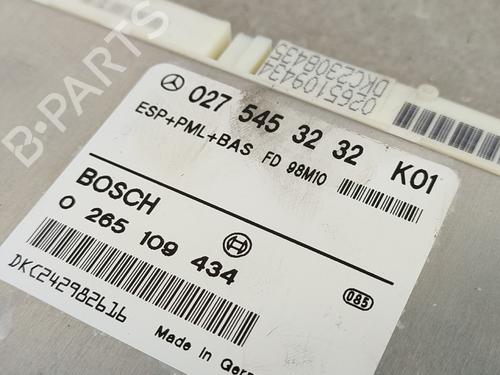 B-PARTS
0265109434
DKC2308435
027 545 32 32 K01
ESP+PML+BAS FD 98M10
BOSCH
0 265 109 434
085
DKC242982616
Made in